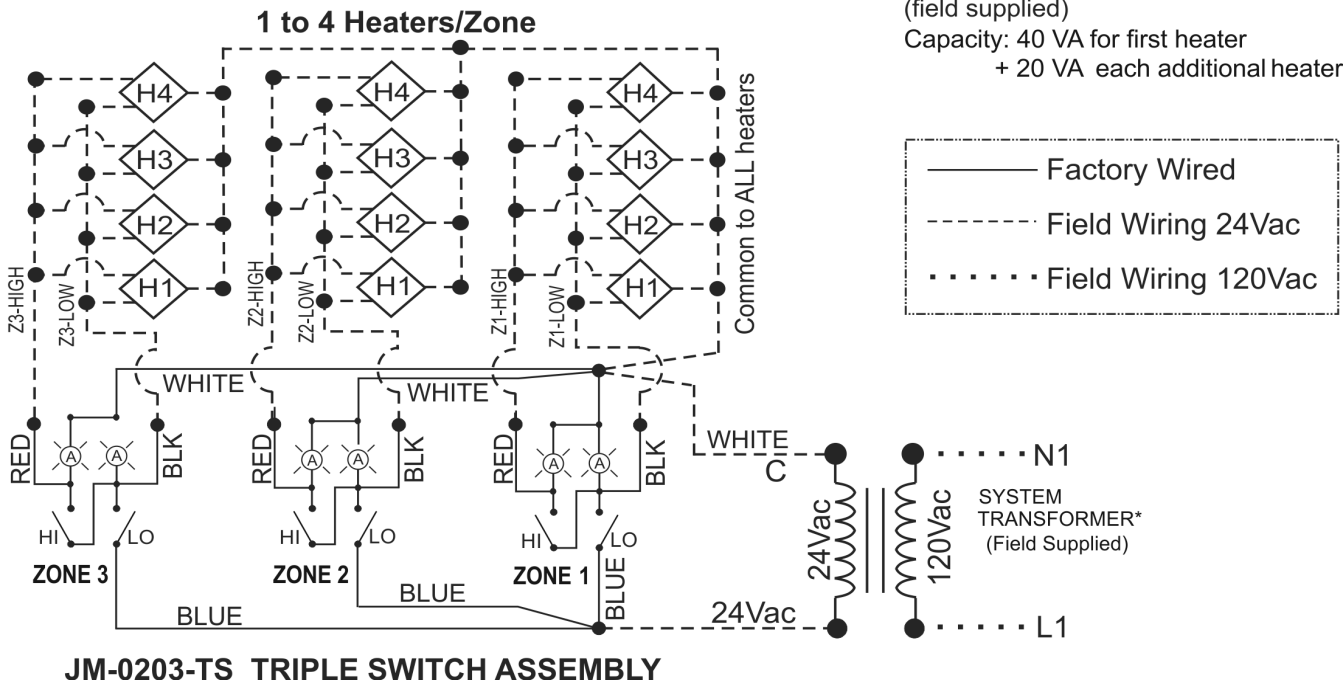 1 to 4 Heaters/Zone
(field supplied)
Capacity: 40 VA for first heater
+ 20 VA each additional heater
H4
H3
H2
H1
Z3-HIGH
Z3-LOW
H4
H3
H2
H1
Z2-HIGH
Z2-LOW
H4
H3
H2
H1
Z1-HIGH
Z1-LOW
Common to ALL heaters
Factory Wired
Field Wiring 24Vac
Field Wiring 120Vac
WHITE
WHITE
WHITE
C
RED
A
A
BLK
RED
A
A
BLK
RED
A
A
BLK
HI
LO
HI
LO
HI
LO
ZONE 3
ZONE 2
ZONE 1
BLUE
BLUE
BLUE
24Vac
24Vac
120Vac
N1
SYSTEM
TRANSFORMER*
(Field Supplied)
L1
JM-0203-TS TRIPLE SWITCH ASSEMBLY